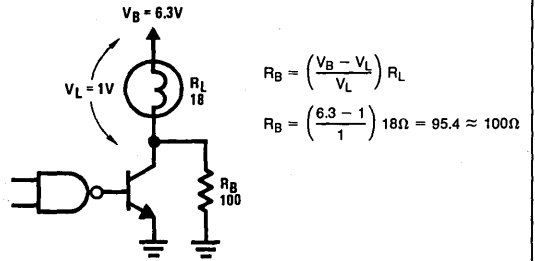 V_B = 6.3V
V_L = 1V
R_L
18
R_B
100
R_B = ( (V_B − V_L) / V_L ) R_L
R_B = ( (6.3 − 1) / 1 ) 18Ω = 95.4 ≈ 100Ω